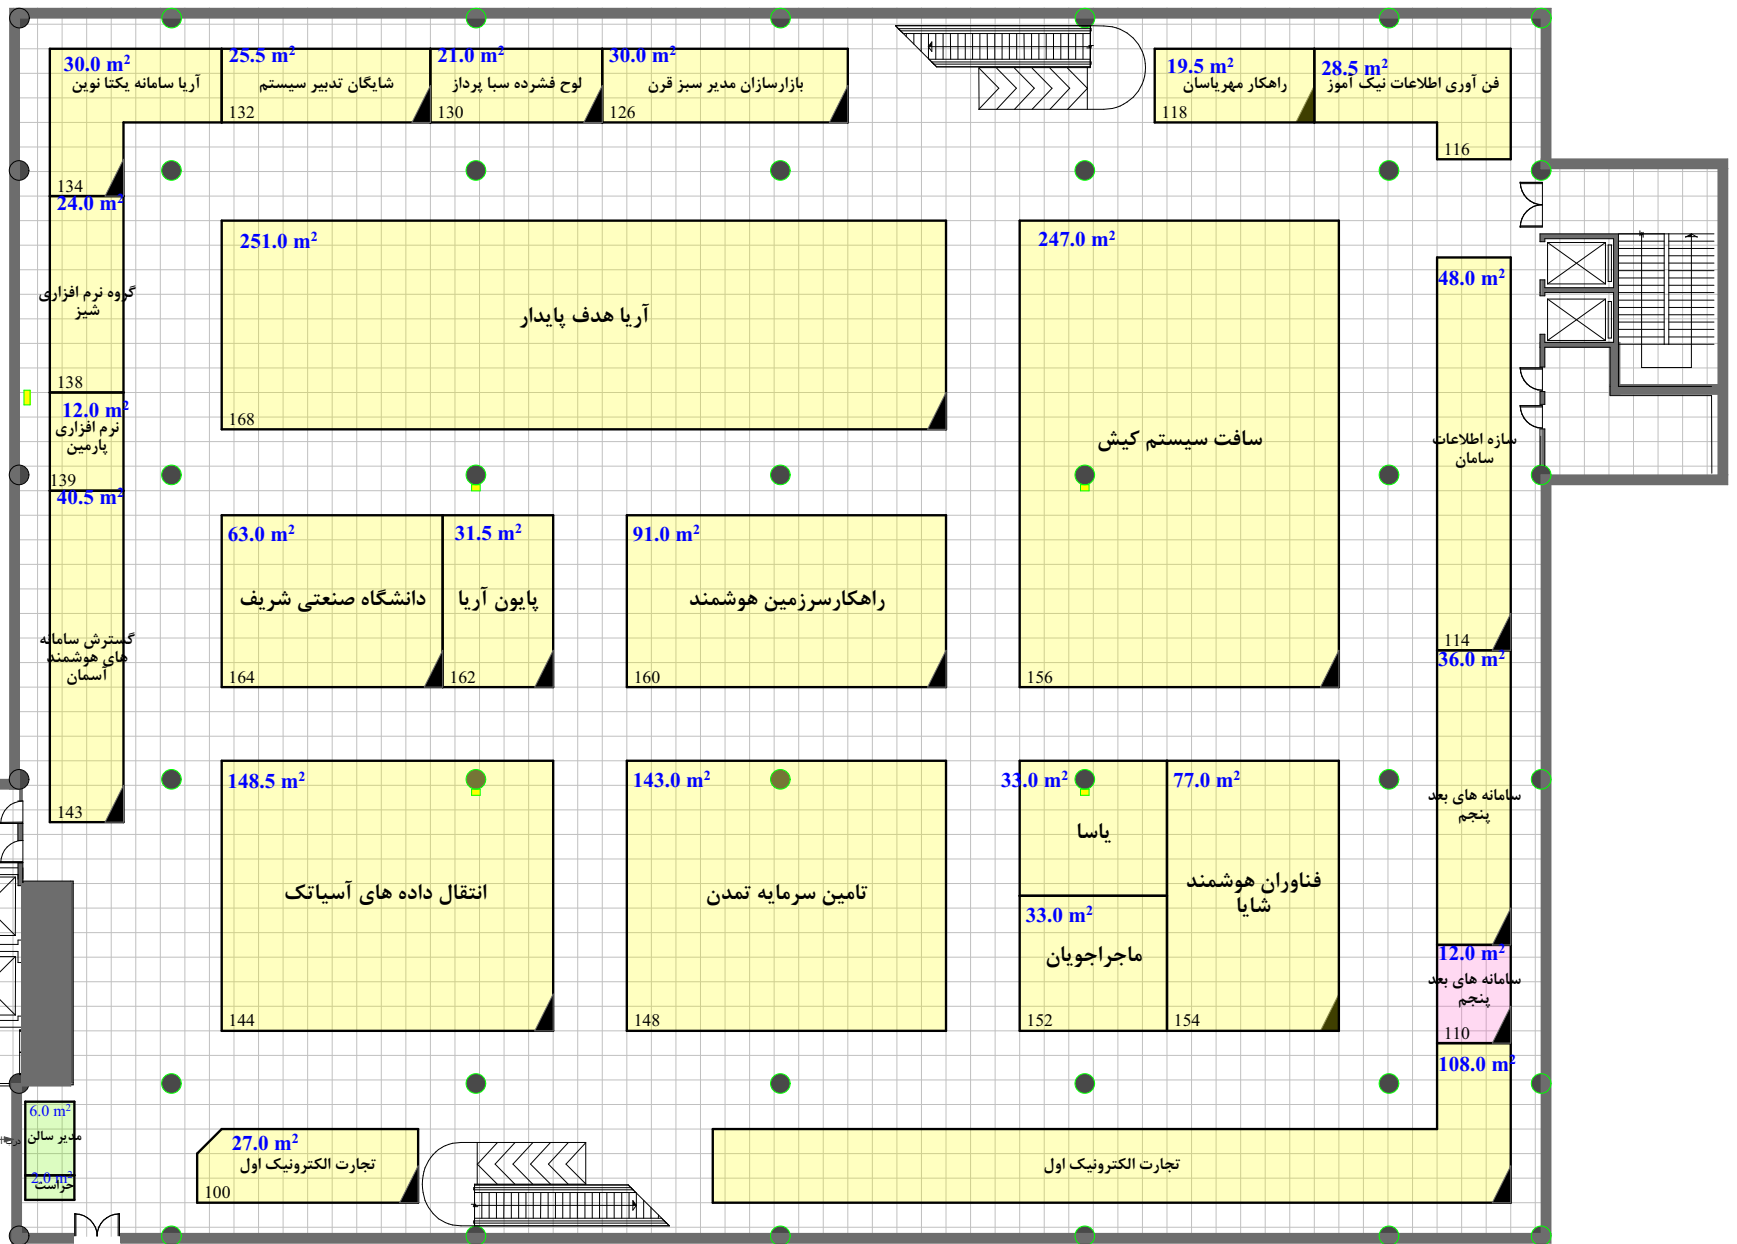 30.0 m²
آریا سامانه یکتا نوین
134
25.5 m²
شایگان تدبیر سیستم
132
21.0 m²
لوح فشرده سبا پرداز
130
30.0 m²
بازارسازان مدیر سبز قرن
126
19.5 m²
راهکار مهریاسان
118
28.5 m²
فن آوری اطلاعات نیک آموز
116
24.0 m²
گروه نرم افزاری
شیز
138
251.0 m²
آریا هدف پایدار
168
247.0 m²
سافت سیستم کیش
156
48.0 m²
سازه اطلاعات
سامان
114
12.0 m²
نرم افزاری
پارمین
139
40.5 m²
گسترش سامانه
های هوشمند
آسمان
143
63.0 m²
دانشگاه صنعتی شریف
164
31.5 m²
پایون آریا
162
91.0 m²
راهکارسرزمین هوشمند
160
36.0 m²
سامانه های بعد
پنجم
148.5 m²
انتقال داده های آسیاتک
144
143.0 m²
تامین سرمایه تمدن
148
33.0 m²
یاسا
33.0 m²
ماجراجویان
152
77.0 m²
فناوران هوشمند
شایا
154
12.0 m²
سامانه های بعد
پنجم
110
108.0 m²
تجارت الکترونیک اول
6.0 m²
مدیر سالن
2.0 m²
حراست
27.0 m²
تجارت الکترونیک اول
100